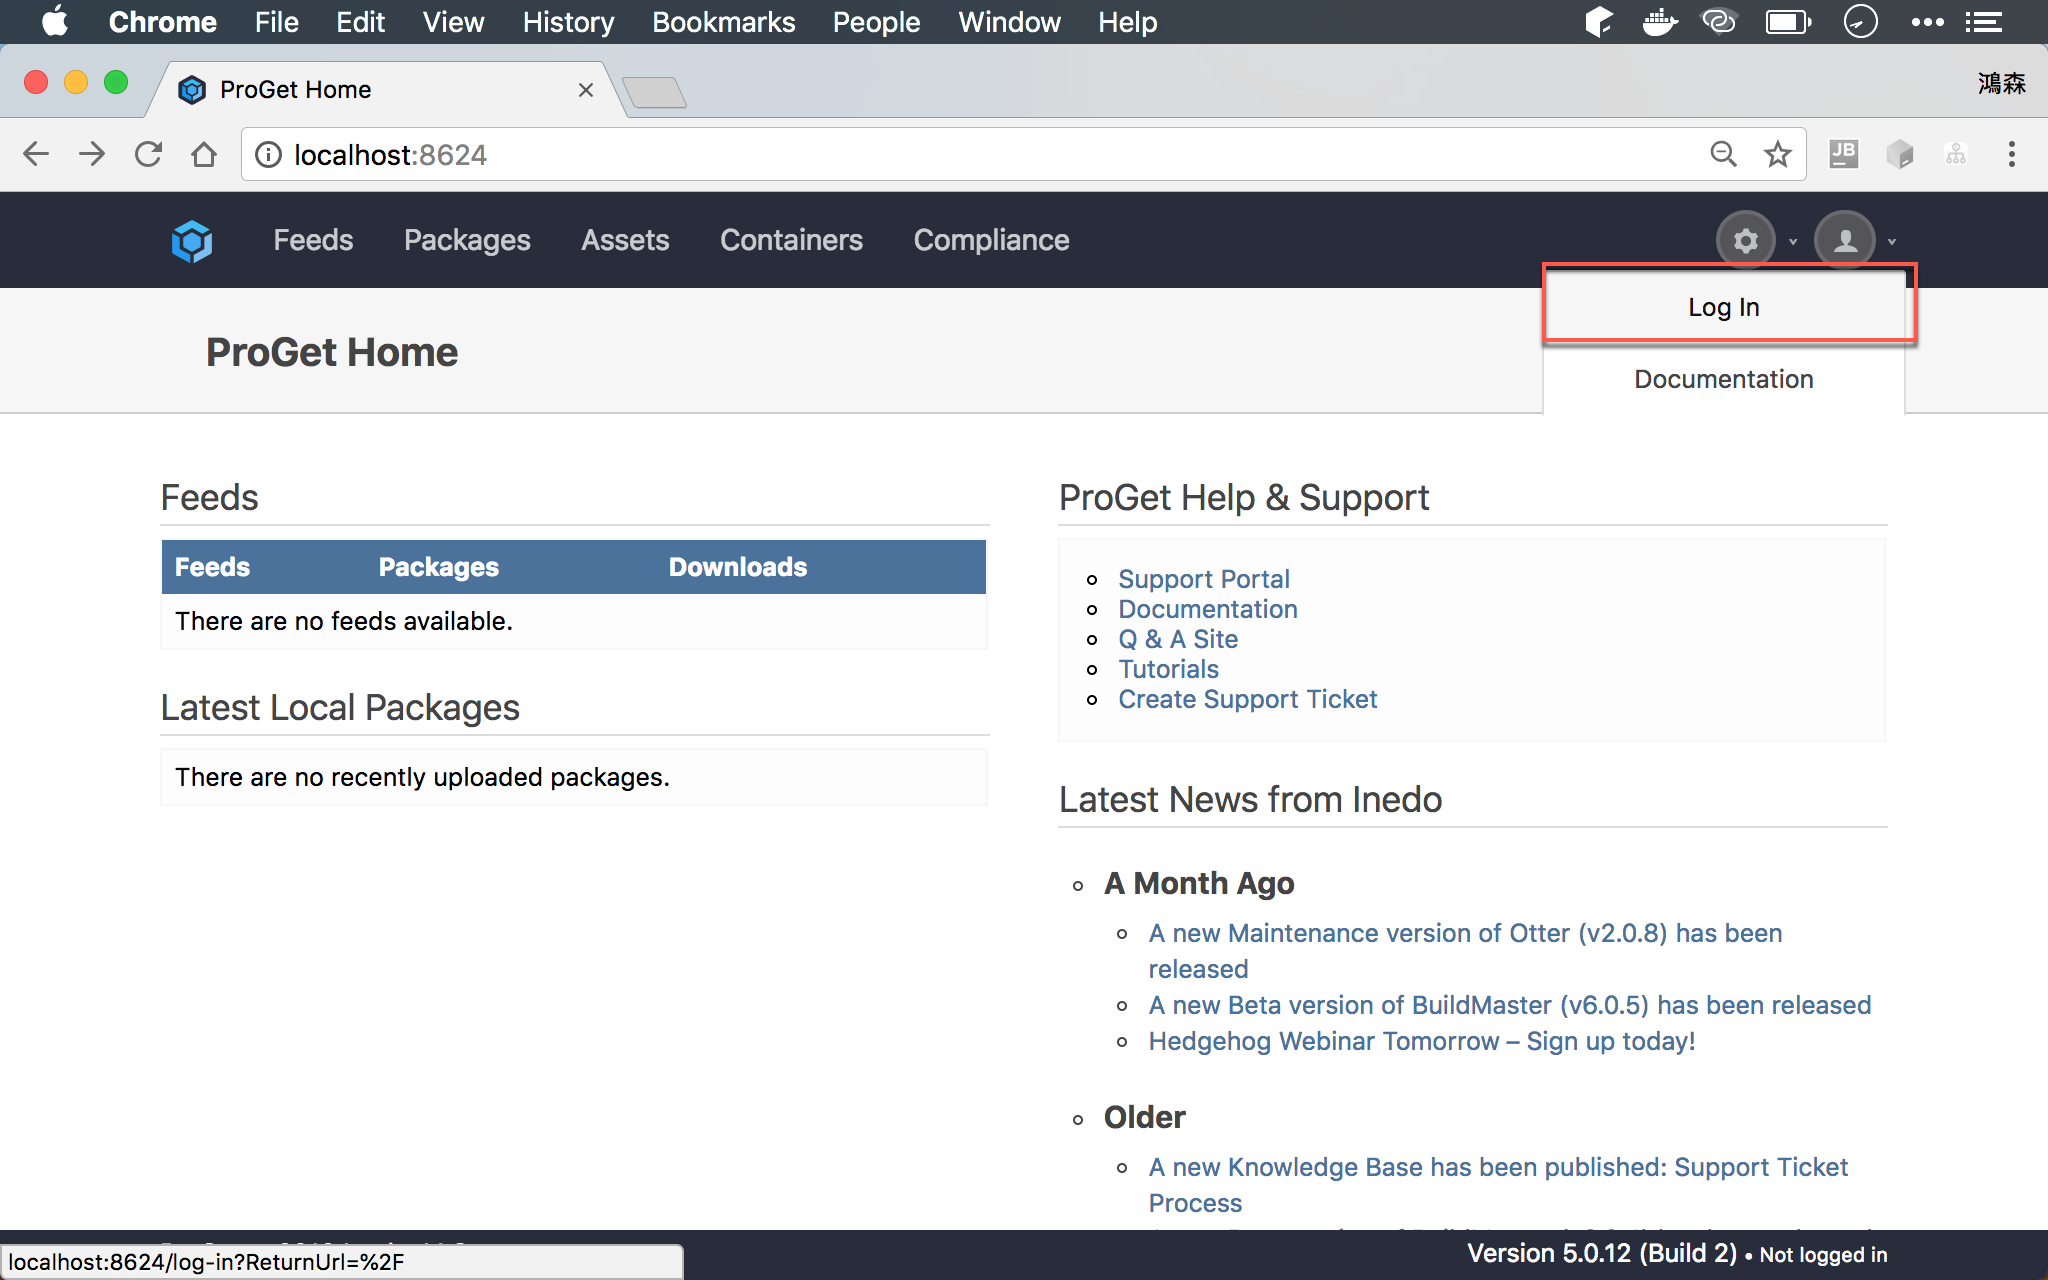 Chrome File Edit View History Bookmarks People Window Help
ProGet Home
鴻森
localhost:8624
JB
Feeds Packages Assets Containers Compliance
Log In
Documentation
ProGet Home
Feeds
Feeds Packages Downloads
There are no feeds available.
Latest Local Packages
There are no recently uploaded packages.
ProGet Help & Support
Support Portal
Documentation
Q & A Site
Tutorials
Create Support Ticket
Latest News from Inedo
A Month Ago
A new Maintenance version of Otter (v2.0.8) has been
released
A new Beta version of BuildMaster (v6.0.5) has been released
Hedgehog Webinar Tomorrow – Sign up today!
Older
A new Knowledge Base has been published: Support Ticket
Process
localhost:8624/log-in?ReturnUrl=%2F
Version 5.0.12 (Build 2) • Not logged in